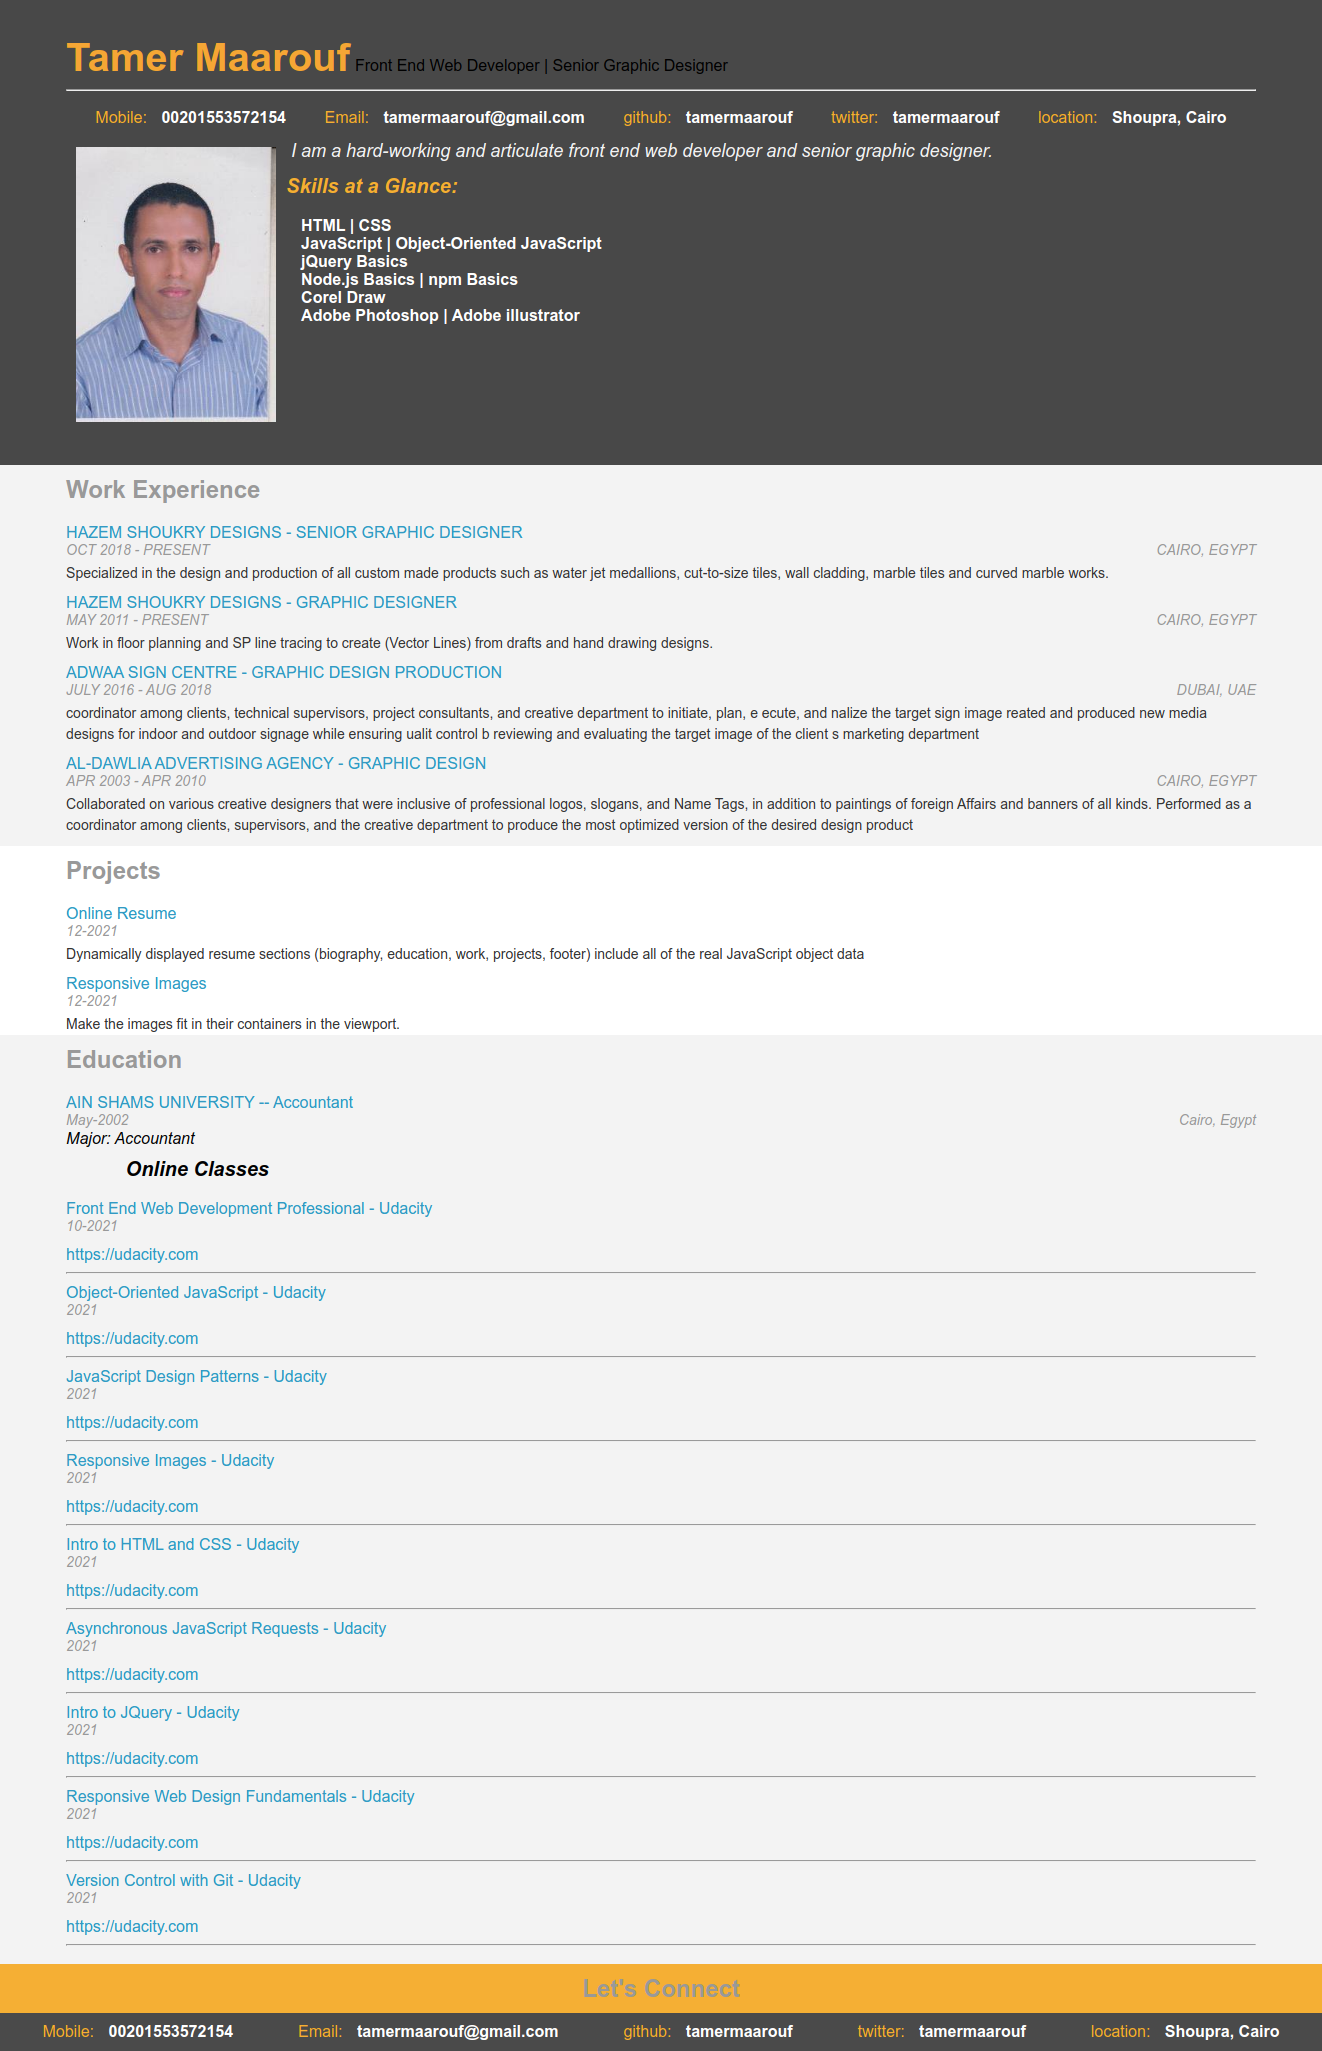 Tamer Maarouf Front End Web Developer | Senior Graphic Designer
Mobile: 00201553572154 Email: tamermaarouf@gmail.com github: tamermaarouf twitter: tamermaarouf location: Shoupra, Cairo
I am a hard-working and articulate front end web developer and senior graphic designer.
Skills at a Glance:
HTML | CSS
JavaScript | Object-Oriented JavaScript
jQuery Basics
Node.js Basics | npm Basics
Corel Draw
Adobe Photoshop | Adobe illustrator
Work Experience
HAZEM SHOUKRY DESIGNS - SENIOR GRAPHIC DESIGNER
OCT 2018 - PRESENT CAIRO, EGYPT
Specialized in the design and production of all custom made products such as water jet medallions, cut-to-size tiles, wall cladding, marble tiles and curved marble works.
HAZEM SHOUKRY DESIGNS - GRAPHIC DESIGNER
MAY 2011 - PRESENT CAIRO, EGYPT
Work in floor planning and SP line tracing to create (Vector Lines) from drafts and hand drawing designs.
ADWAA SIGN CENTRE - GRAPHIC DESIGN PRODUCTION
JULY 2016 - AUG 2018 DUBAI, UAE
coordinator among clients, technical supervisors, project consultants, and creative department to initiate, plan, e ecute, and nalize the target sign image reated and produced new media
designs for indoor and outdoor signage while ensuring ualit control b reviewing and evaluating the target image of the client s marketing department
AL-DAWLIA ADVERTISING AGENCY - GRAPHIC DESIGN
APR 2003 - APR 2010 CAIRO, EGYPT
Collaborated on various creative designers that were inclusive of professional logos, slogans, and Name Tags, in addition to paintings of foreign Affairs and banners of all kinds. Performed as a
coordinator among clients, supervisors, and the creative department to produce the most optimized version of the desired design product
Projects
Online Resume
12-2021
Dynamically displayed resume sections (biography, education, work, projects, footer) include all of the real JavaScript object data
Responsive Images
12-2021
Make the images fit in their containers in the viewport.
Education
AIN SHAMS UNIVERSITY -- Accountant
May-2002 Cairo, Egypt
Major: Accountant
Online Classes
Front End Web Development Professional - Udacity
10-2021
https://udacity.com
Object-Oriented JavaScript - Udacity
2021
https://udacity.com
JavaScript Design Patterns - Udacity
2021
https://udacity.com
Responsive Images - Udacity
2021
https://udacity.com
Intro to HTML and CSS - Udacity
2021
https://udacity.com
Asynchronous JavaScript Requests - Udacity
2021
https://udacity.com
Intro to JQuery - Udacity
2021
https://udacity.com
Responsive Web Design Fundamentals - Udacity
2021
https://udacity.com
Version Control with Git - Udacity
2021
https://udacity.com
Let's Connect
Mobile: 00201553572154 Email: tamermaarouf@gmail.com github: tamermaarouf twitter: tamermaarouf location: Shoupra, Cairo